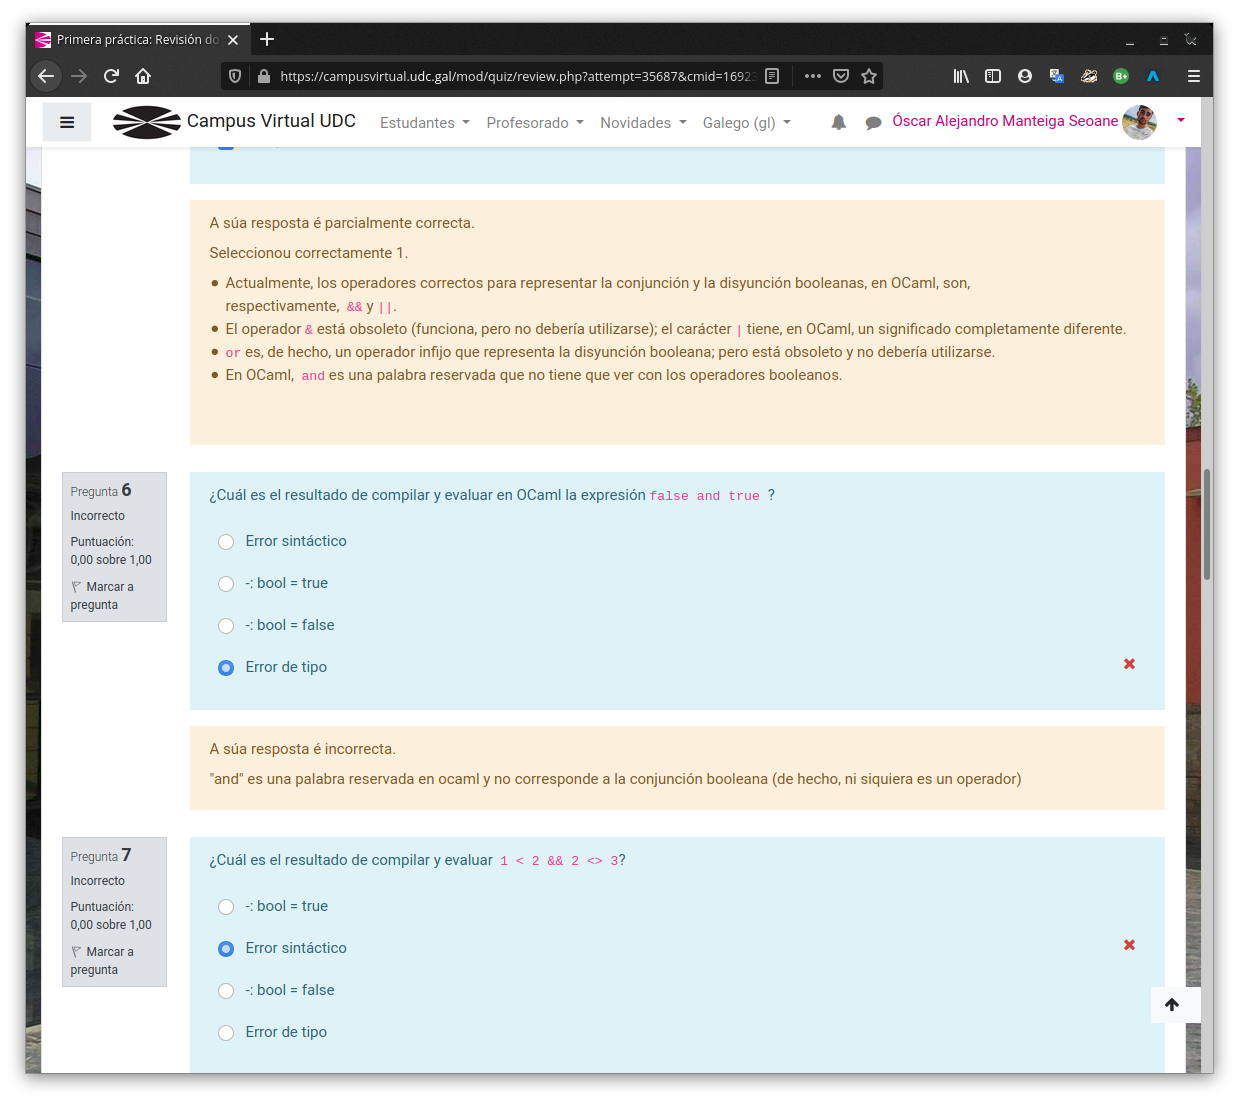 Primera práctica: Revisión do
https://campusvirtual.udc.gal/mod/quiz/review.php?attempt=35687&cmid=1692
B+
Campus Virtual UDC Estudantes Profesorado Novidades Galego (gl) Óscar Alejandro Manteiga Seoane
A súa resposta é parcialmente correcta.
Seleccionou correctamente 1.
Actualmente, los operadores correctos para representar la conjunción y la disyunción booleanas, en OCaml, son,
respectivamente, && y ||.
El operador & está obsoleto (funciona, pero no debería utilizarse); el carácter | tiene, en OCaml, un significado completamente diferente.
or es, de hecho, un operador infijo que representa la disyunción booleana; pero está obsoleto y no debería utilizarse.
En OCaml, and es una palabra reservada que no tiene que ver con los operadores booleanos.
Pregunta 6
Incorrecto
Puntuación:
0,00 sobre 1,00
Marcar a
pregunta
¿Cuál es el resultado de compilar y evaluar en OCaml la expresión false and true ?
Error sintáctico
-: bool = true
-: bool = false
Error de tipo
A súa resposta é incorrecta.
"and" es una palabra reservada en ocaml y no corresponde a la conjunción booleana (de hecho, ni siquiera es un operador)
Pregunta 7
Incorrecto
Puntuación:
0,00 sobre 1,00
Marcar a
pregunta
¿Cuál es el resultado de compilar y evaluar 1 < 2 && 2 <> 3?
-: bool = true
Error sintáctico
-: bool = false
Error de tipo